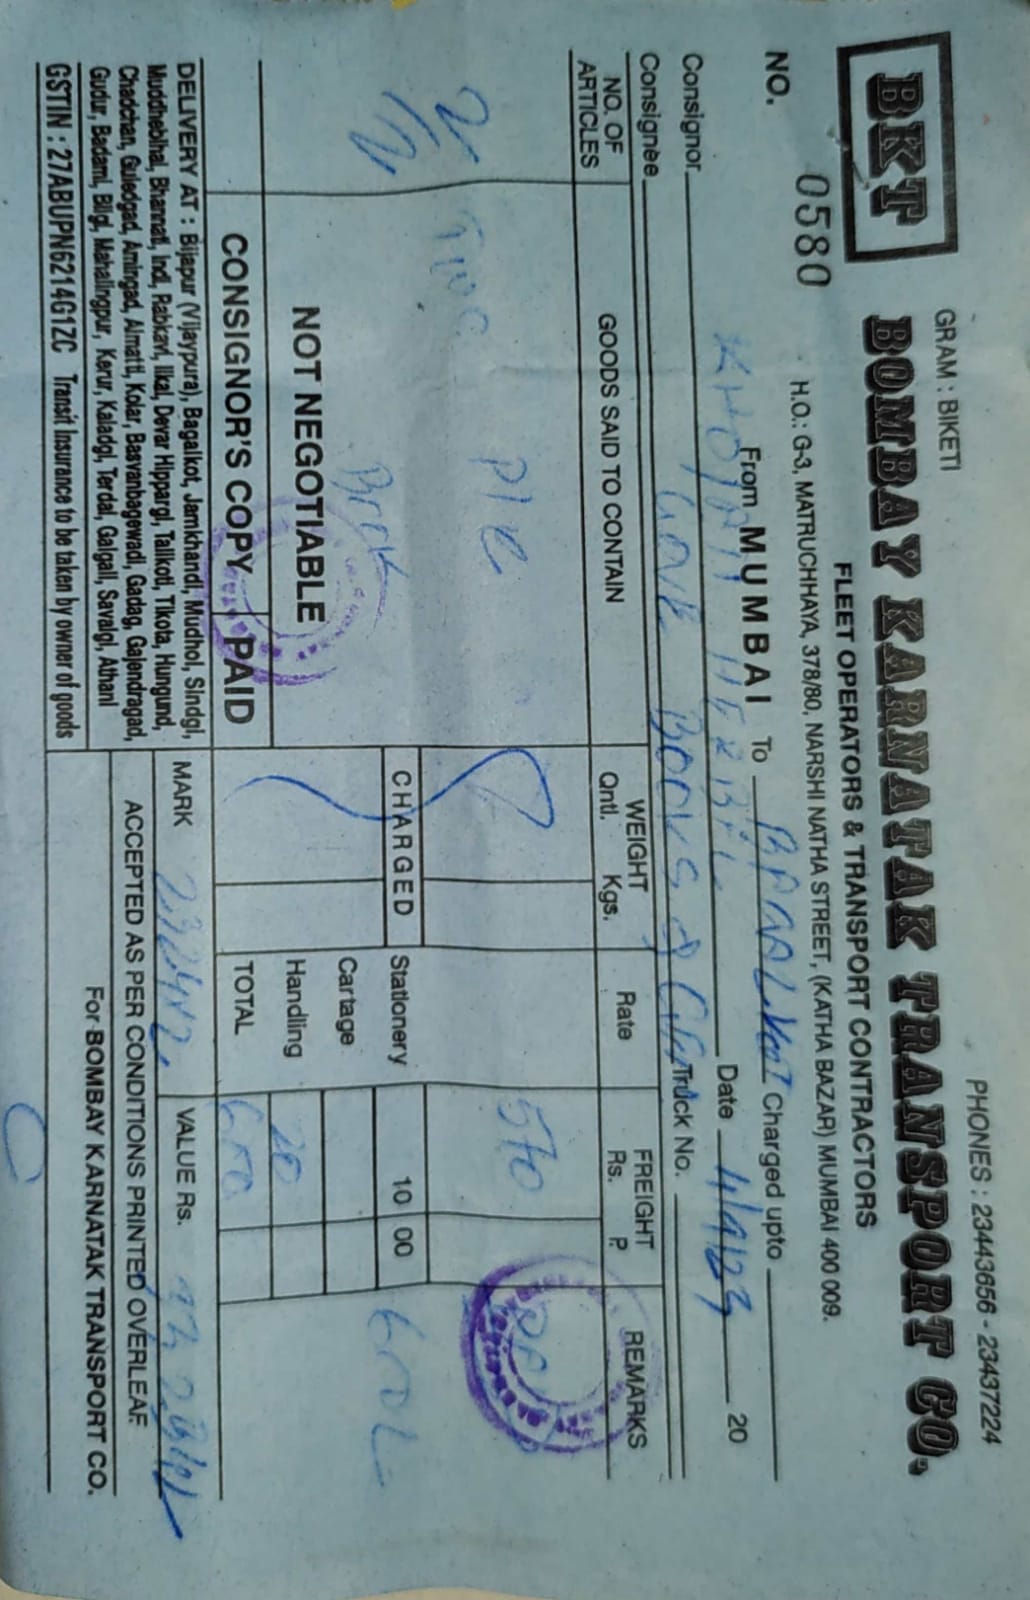 GRAM : BIKETI PHONES : 23443656 - 23437224
BKT BOMBAY KARNATAK TRANSPORT CO.
FLEET OPERATORS & TRANSPORT CONTRACTORS
H.O.: G-3, MATRUCHHAYA, 378/80, NARSHI NATHA STREET, (KATHA BAZAR) MUMBAI 400 009.
NO. 0580 From MUMBAI To BAGALKOT Charged upto
Consignor KHOTARI HERBAL Date 4/9/23 20
Consignee BOOKS & Truck No.
NO. OF ARTICLES GOODS SAID TO CONTAIN WEIGHT Qntl. Kgs. Rate FREIGHT Rs. P. REMARKS
2 Two 570
CHARGED Stationery 10 00
Cartage
NOT NEGOTIABLE Handling 20
CONSIGNOR'S COPY PAID TOTAL 600
DELIVERY AT : Bijapur (Vijaypura), Bagalkot, Jamkhandi, Mudhol, Sindgi,
Muddhebihal, Bhannati, Indi, Rabkavi, Ilkal, Devar Hippargi, Talikoti, Tikota, Hungund,
Chadchan, Guledgad, Amingad, Almatti, Kolar, Basvanbagewadi, Gadag, Gajendragad,
Gudur, Badami, Bilgi, Mahalingpur, Kerur, Kaladgi, Terdal, Galgali, Savalgi, Athani
GSTIN : 27ABUPN6214G1ZC Transit Insurance to be taken by owner of goods
MARK VALUE Rs.
ACCEPTED AS PER CONDITIONS PRINTED OVERLEAF.
For BOMBAY KARNATAK TRANSPORT CO.